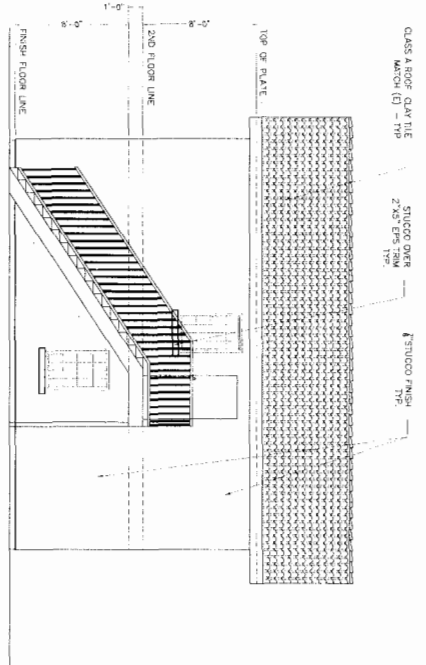 CLASS A ROOF CLAY TILE
MATCH (E) - TYP
STUCCO OVER
2"X5" EPS TRIM
TYP.
STUCCO FINISH
TYP.
TOP OF PLATE
8'-0"
2ND FLOOR LINE
1'-0"
8'-0"
FINISH FLOOR LINE